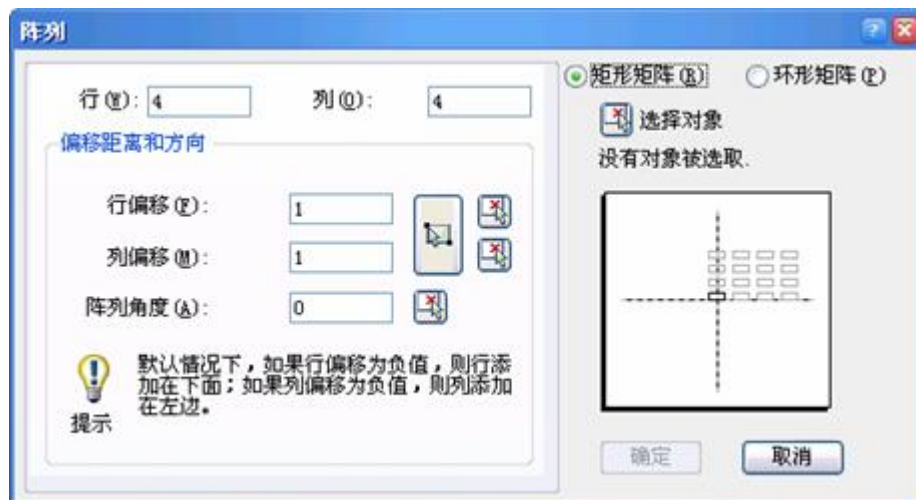 阵列
行(W): 4
列(O): 4
偏移距离和方向
行偏移(F): 1
列偏移(M): 1
阵列角度(A): 0
提示
默认情况下，如果行偏移为负值，则行添
加在下面；如果列偏移为负值，则列添加
在左边。
矩形矩阵(R)
环形矩阵(P)
选择对象
没有对象被选取.
确定
取消